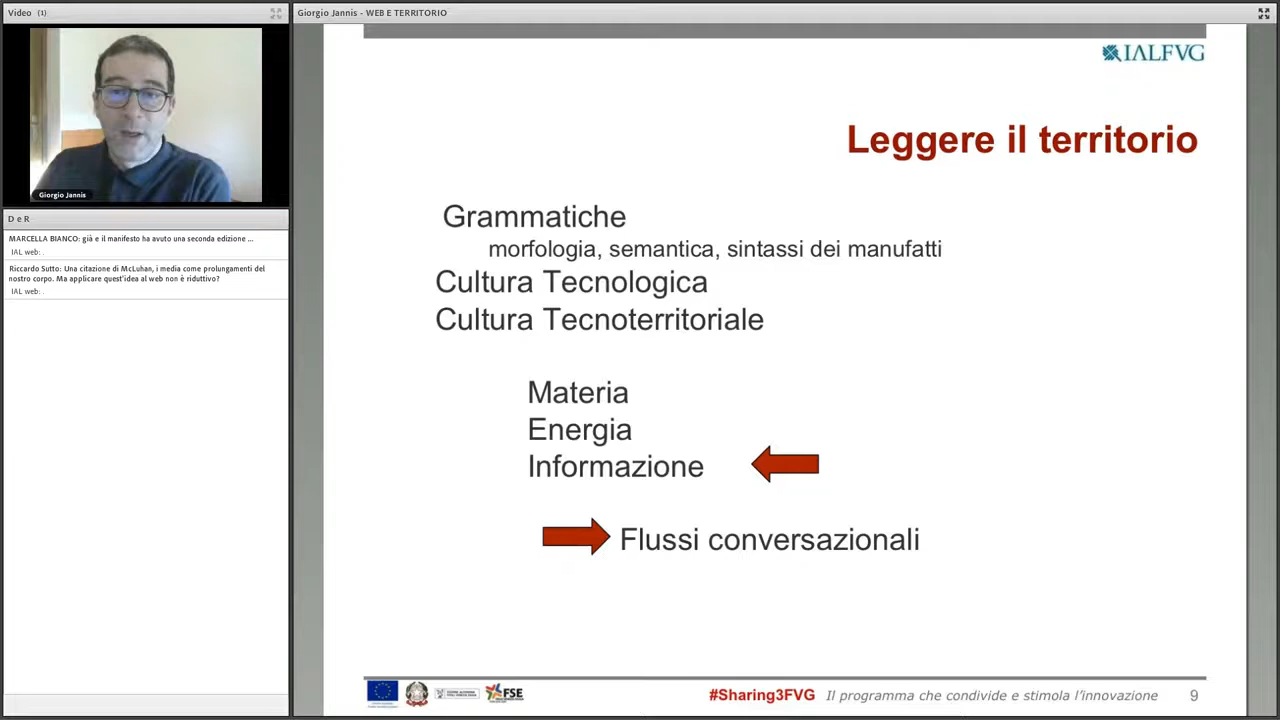 Video (1)
Giorgio Jannis - WEB E TERRITORIO
Giorgio Jannis
D e R
MARCELLA BIANCO: già e il manifesto ha avuto una seconda edizione ...
IAL web: .
Riccardo Sutto: Una citazione di McLuhan, i media come prolungamenti del
nostro corpo. Ma applicare quest'idea al web non è riduttivo?
IAL web: .
IALFVG
Leggere il territorio
Grammatiche
morfologia, semantica, sintassi dei manufatti
Cultura Tecnologica
Cultura Tecnoterritoriale
Materia
Energia
Informazione
Flussi conversazionali
FSE
#Sharing3FVG Il programma che condivide e stimola l'innovazione 9